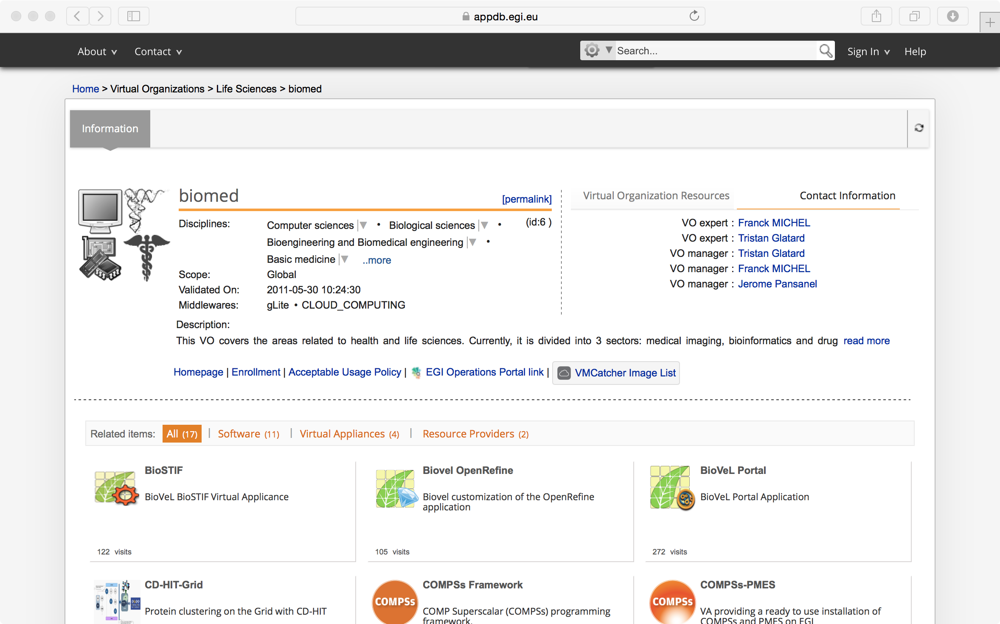 appdb.egi.eu
About Contact Search... Sign In Help
Home > Virtual Organizations > Life Sciences > biomed
Information
biomed [permalink]
Disciplines: Computer sciences • Biological sciences • (id:6 )
Bioengineering and Biomedical engineering •
Basic medicine ..more
Scope: Global
Validated On: 2011-05-30 10:24:30
Middlewares: gLite • CLOUD_COMPUTING
Virtual Organization Resources Contact Information
VO expert : Franck MICHEL
VO expert : Tristan Glatard
VO manager : Tristan Glatard
VO manager : Franck MICHEL
VO manager : Jerome Pansanel
Description:
This VO covers the areas related to health and life sciences. Currently, it is divided into 3 sectors: medical imaging, bioinformatics and drug read more
Homepage | Enrollment | Acceptable Usage Policy | EGI Operations Portal link | VMCatcher Image List
Related items: All (17) | Software (11) | Virtual Appliances (4) | Resource Providers (2)
BioSTIF
BioVeL BioSTIF Virtual Applicance
122 visits
Biovel OpenRefine
Biovel customization of the OpenRefine
application
105 visits
BioVeL Portal
BioVeL Portal Application
272 visits
CD-HIT-Grid
Protein clustering on the Grid with CD-HIT
COMPSs
COMPSs Framework
COMP Superscalar (COMPSs) programming
framework.
COMPSs
COMPSs-PMES
VA providing a ready to use installation of
COMPSs and PMES on EGI